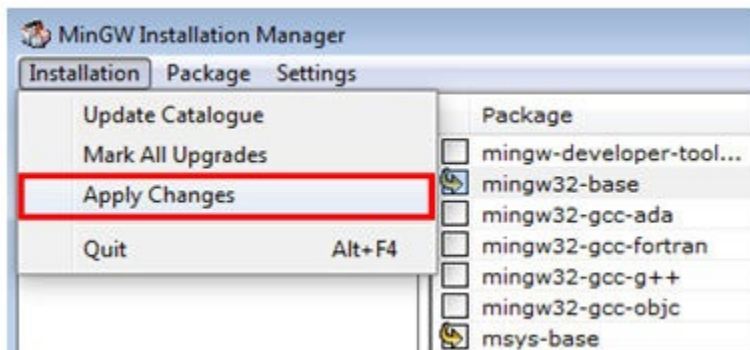 MinGW Installation Manager
Installation Package Settings
Update Catalogue
Mark All Upgrades
Apply Changes
Quit Alt+F4
Package
mingw-developer-tool...
mingw32-base
mingw32-gcc-ada
mingw32-gcc-fortran
mingw32-gcc-g++
mingw32-gcc-objc
msys-base